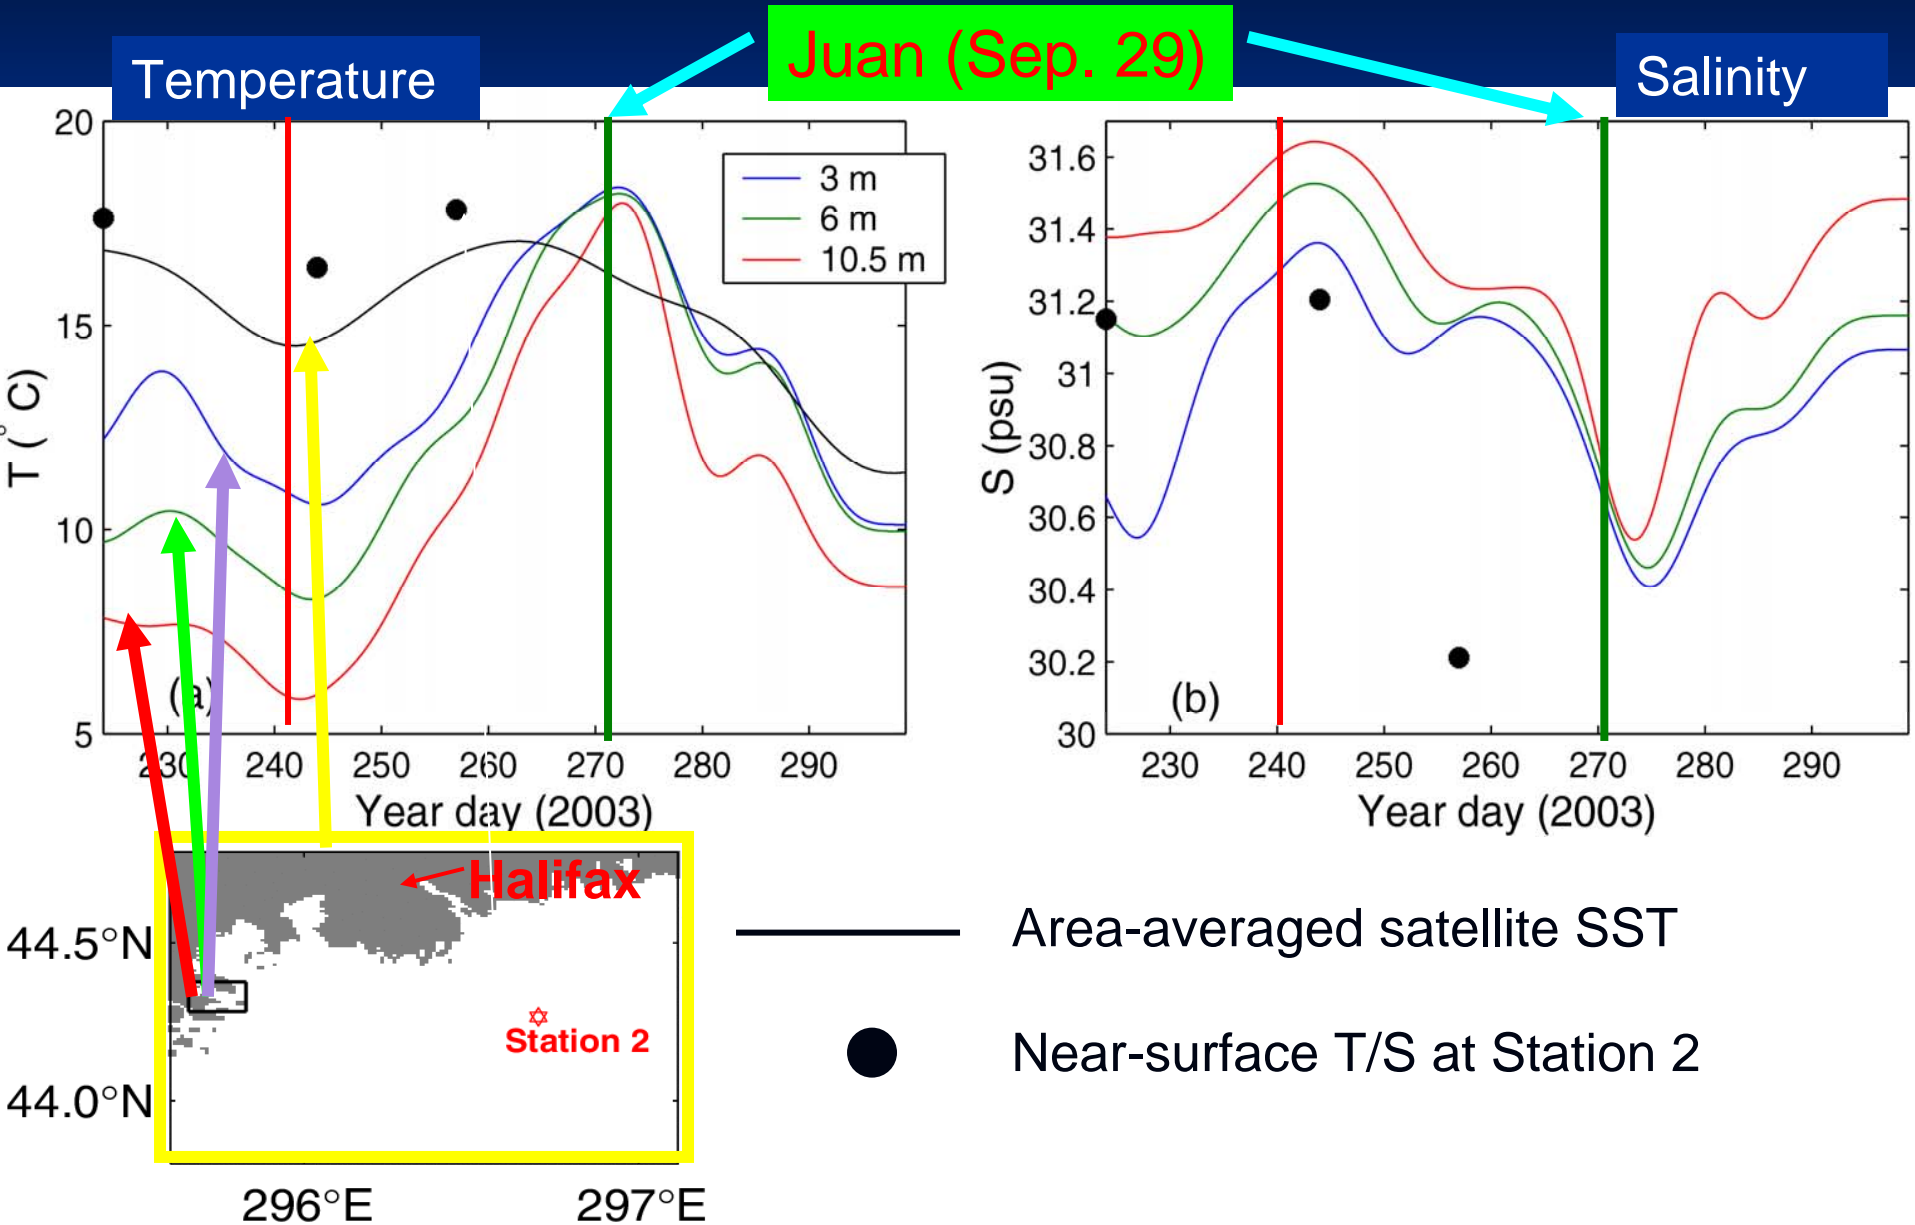 Juan (Sep. 29)
Temperature
Salinity
20
15
10
5
T (° C)
3 m
6 m
10.5 m
(a)
230 240 250 260 270 280 290
Year day (2003)
31.6
31.4
31.2
31
30.8
30.6
30.4
30.2
30
S (psu)
(b)
230 240 250 260 270 280 290
Year day (2003)
Halifax
44.5°N
Station 2
44.0°N
296°E 297°E
Area-averaged satellite SST
Near-surface T/S at Station 2